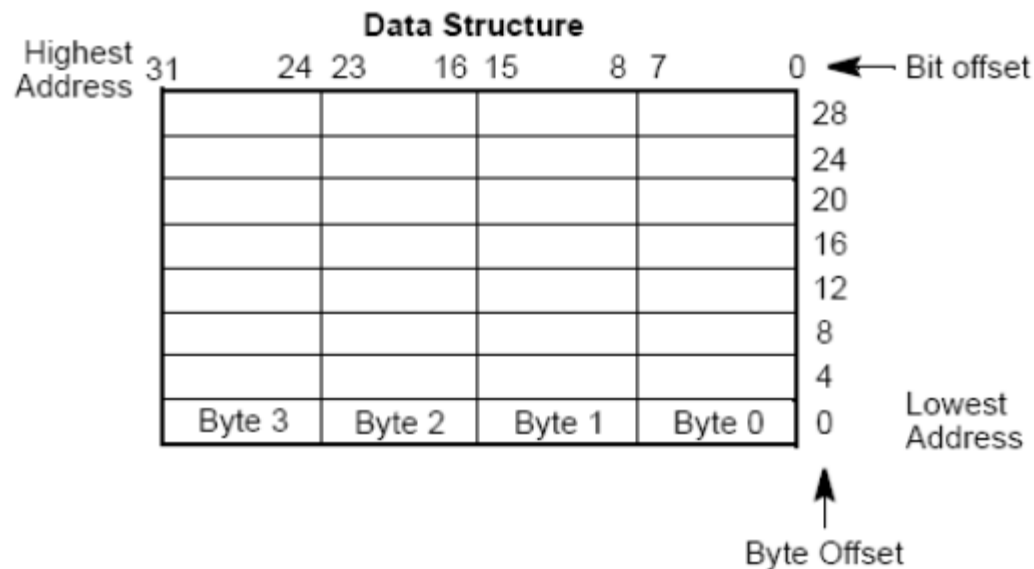 Data Structure
Highest
Address
31 24 23 16 15 8 7 0
Bit offset
28
24
20
16
12
8
4
Byte 3 Byte 2 Byte 1 Byte 0 0
Lowest
Address
Byte Offset